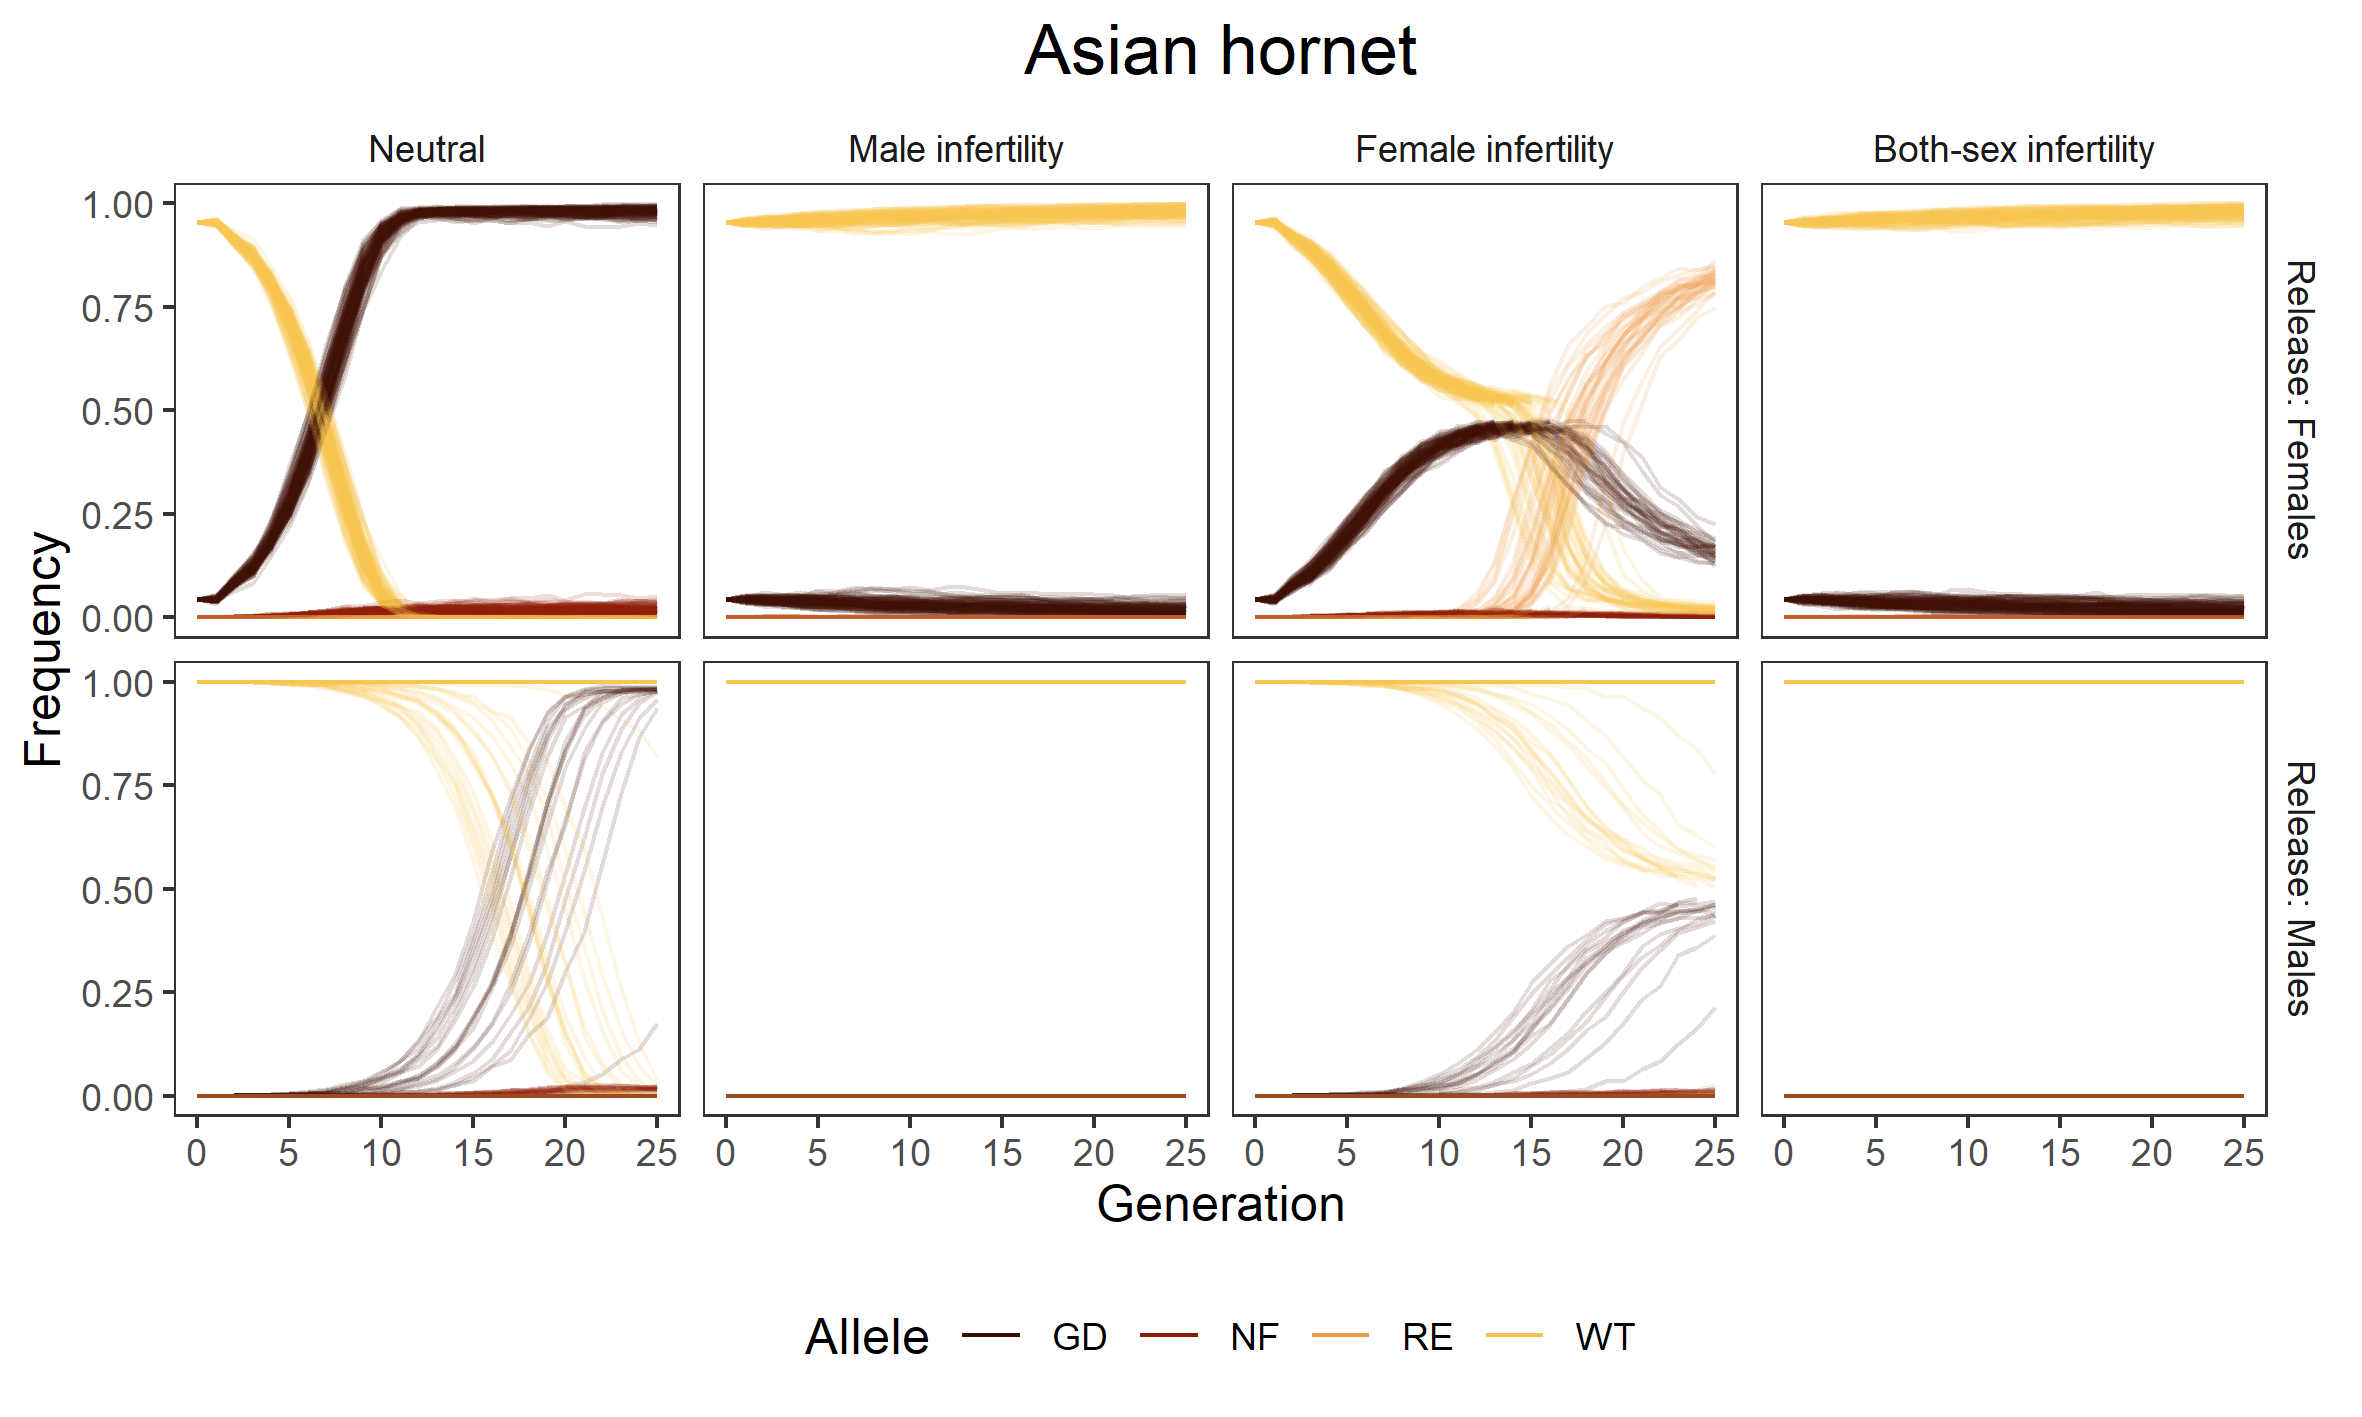 Asian hornet
Neutral
Male infertility
Female infertility
Both-sex infertility
1.00
0.75
0.50
0.25
0.00
Release: Females
Frequency
1.00
0.75
0.50
0.25
0.00
Release: Males
0 5 10 15 20 25
0 5 10 15 20 25
0 5 10 15 20 25
0 5 10 15 20 25
Generation
Allele GD NF RE WT